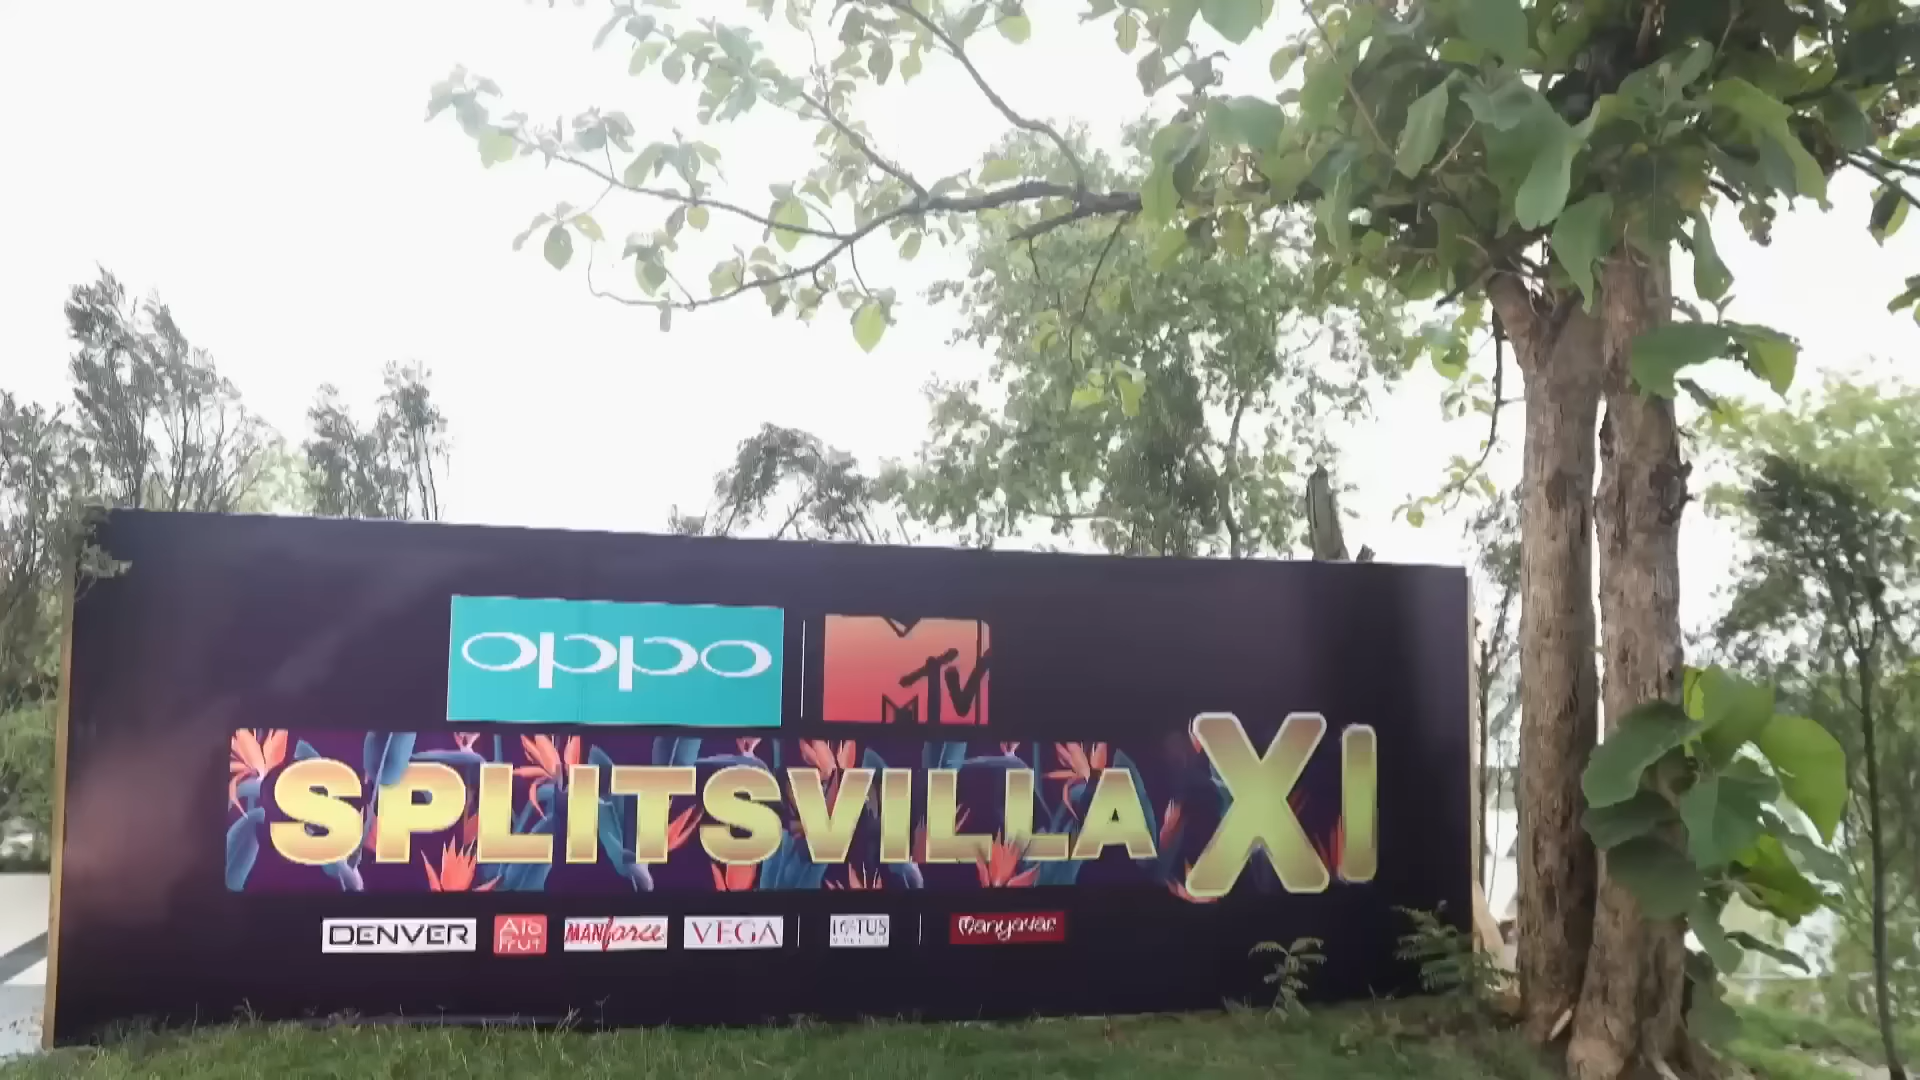 oppo MTV
SPLITSVILLA XI
DENVER Alo Frut MANforce VEGA LOTUS Manyavar